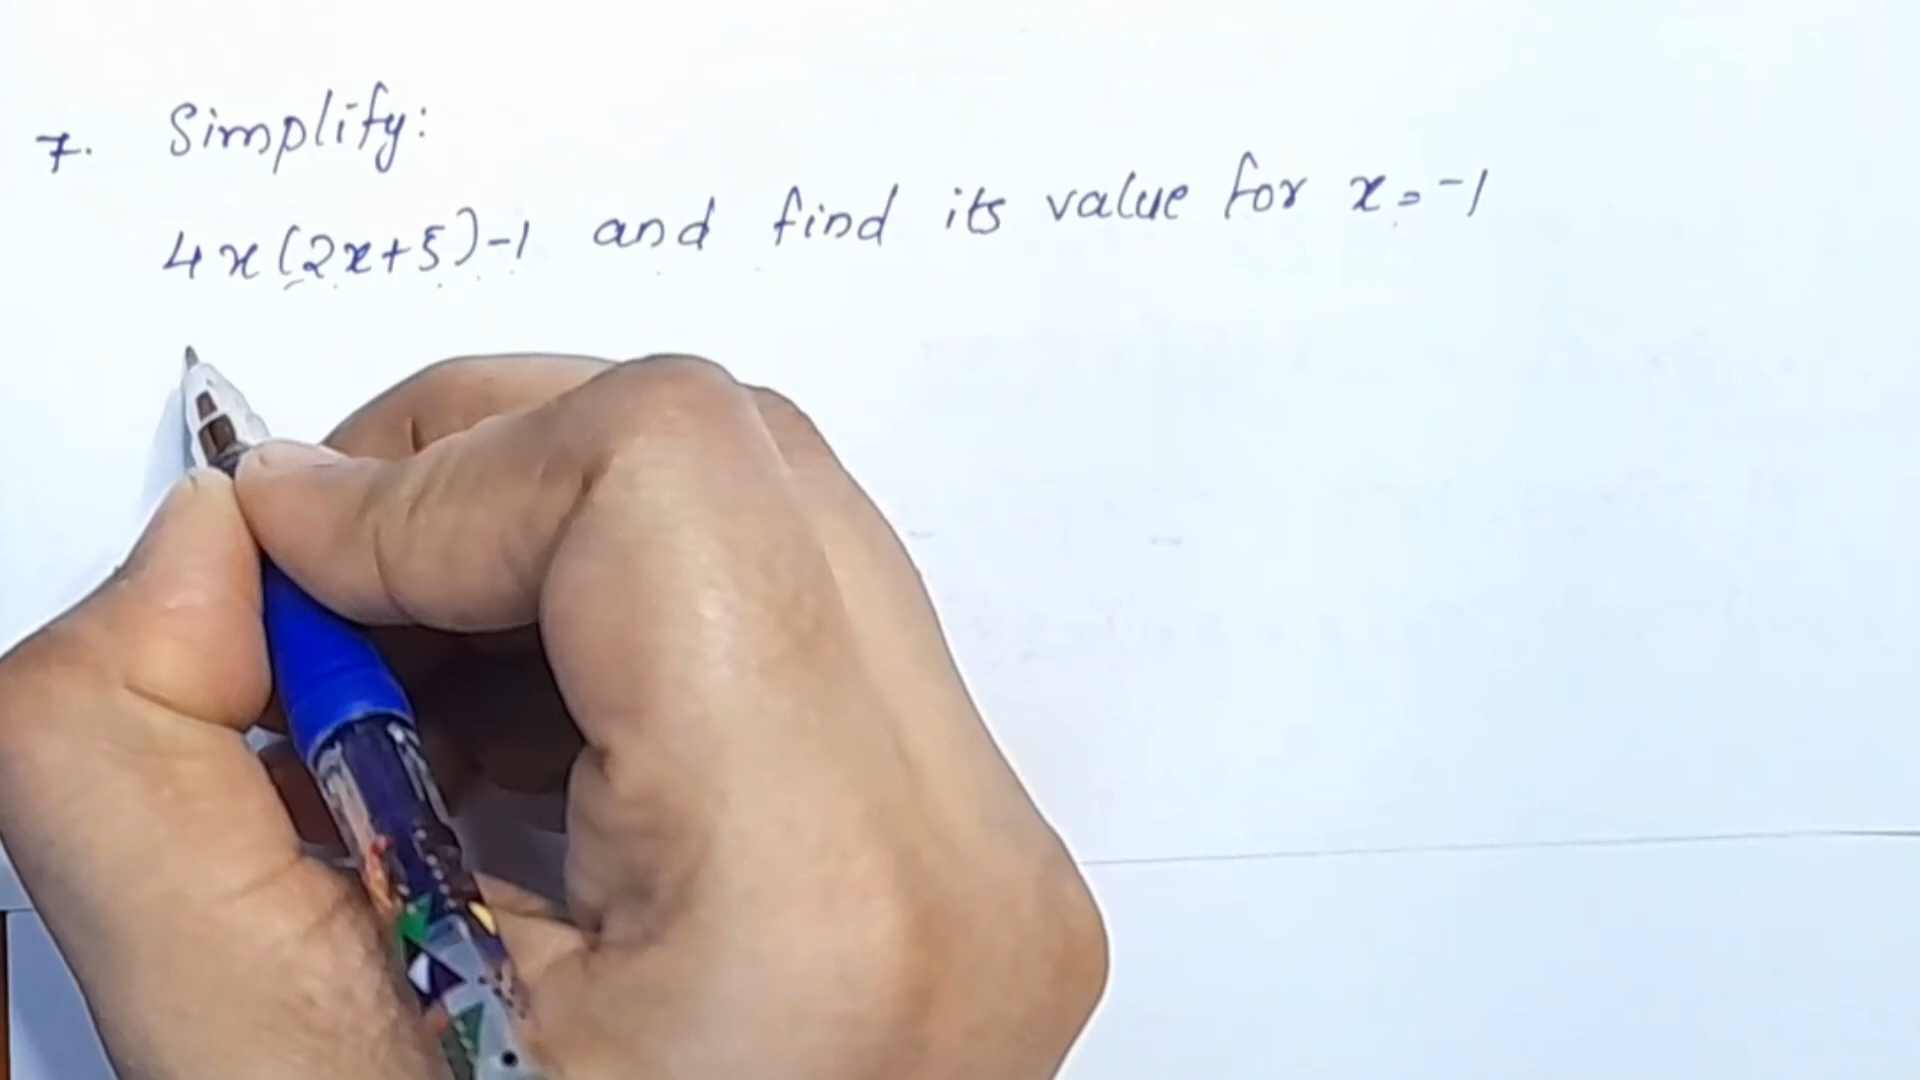 7. Simplify:
4x(2x+5)-1 and find its value for x=-1